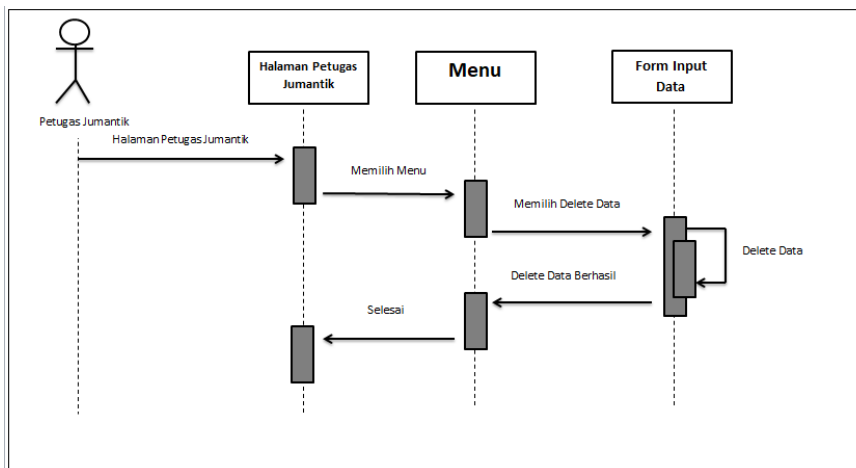 Halaman Petugas
Jumantik
Menu
Form Input
Data
Petugas Jumantik
Halaman Petugas Jumantik
Memilih Menu
Memilih Delete Data
Delete Data
Delete Data Berhasil
Selesai